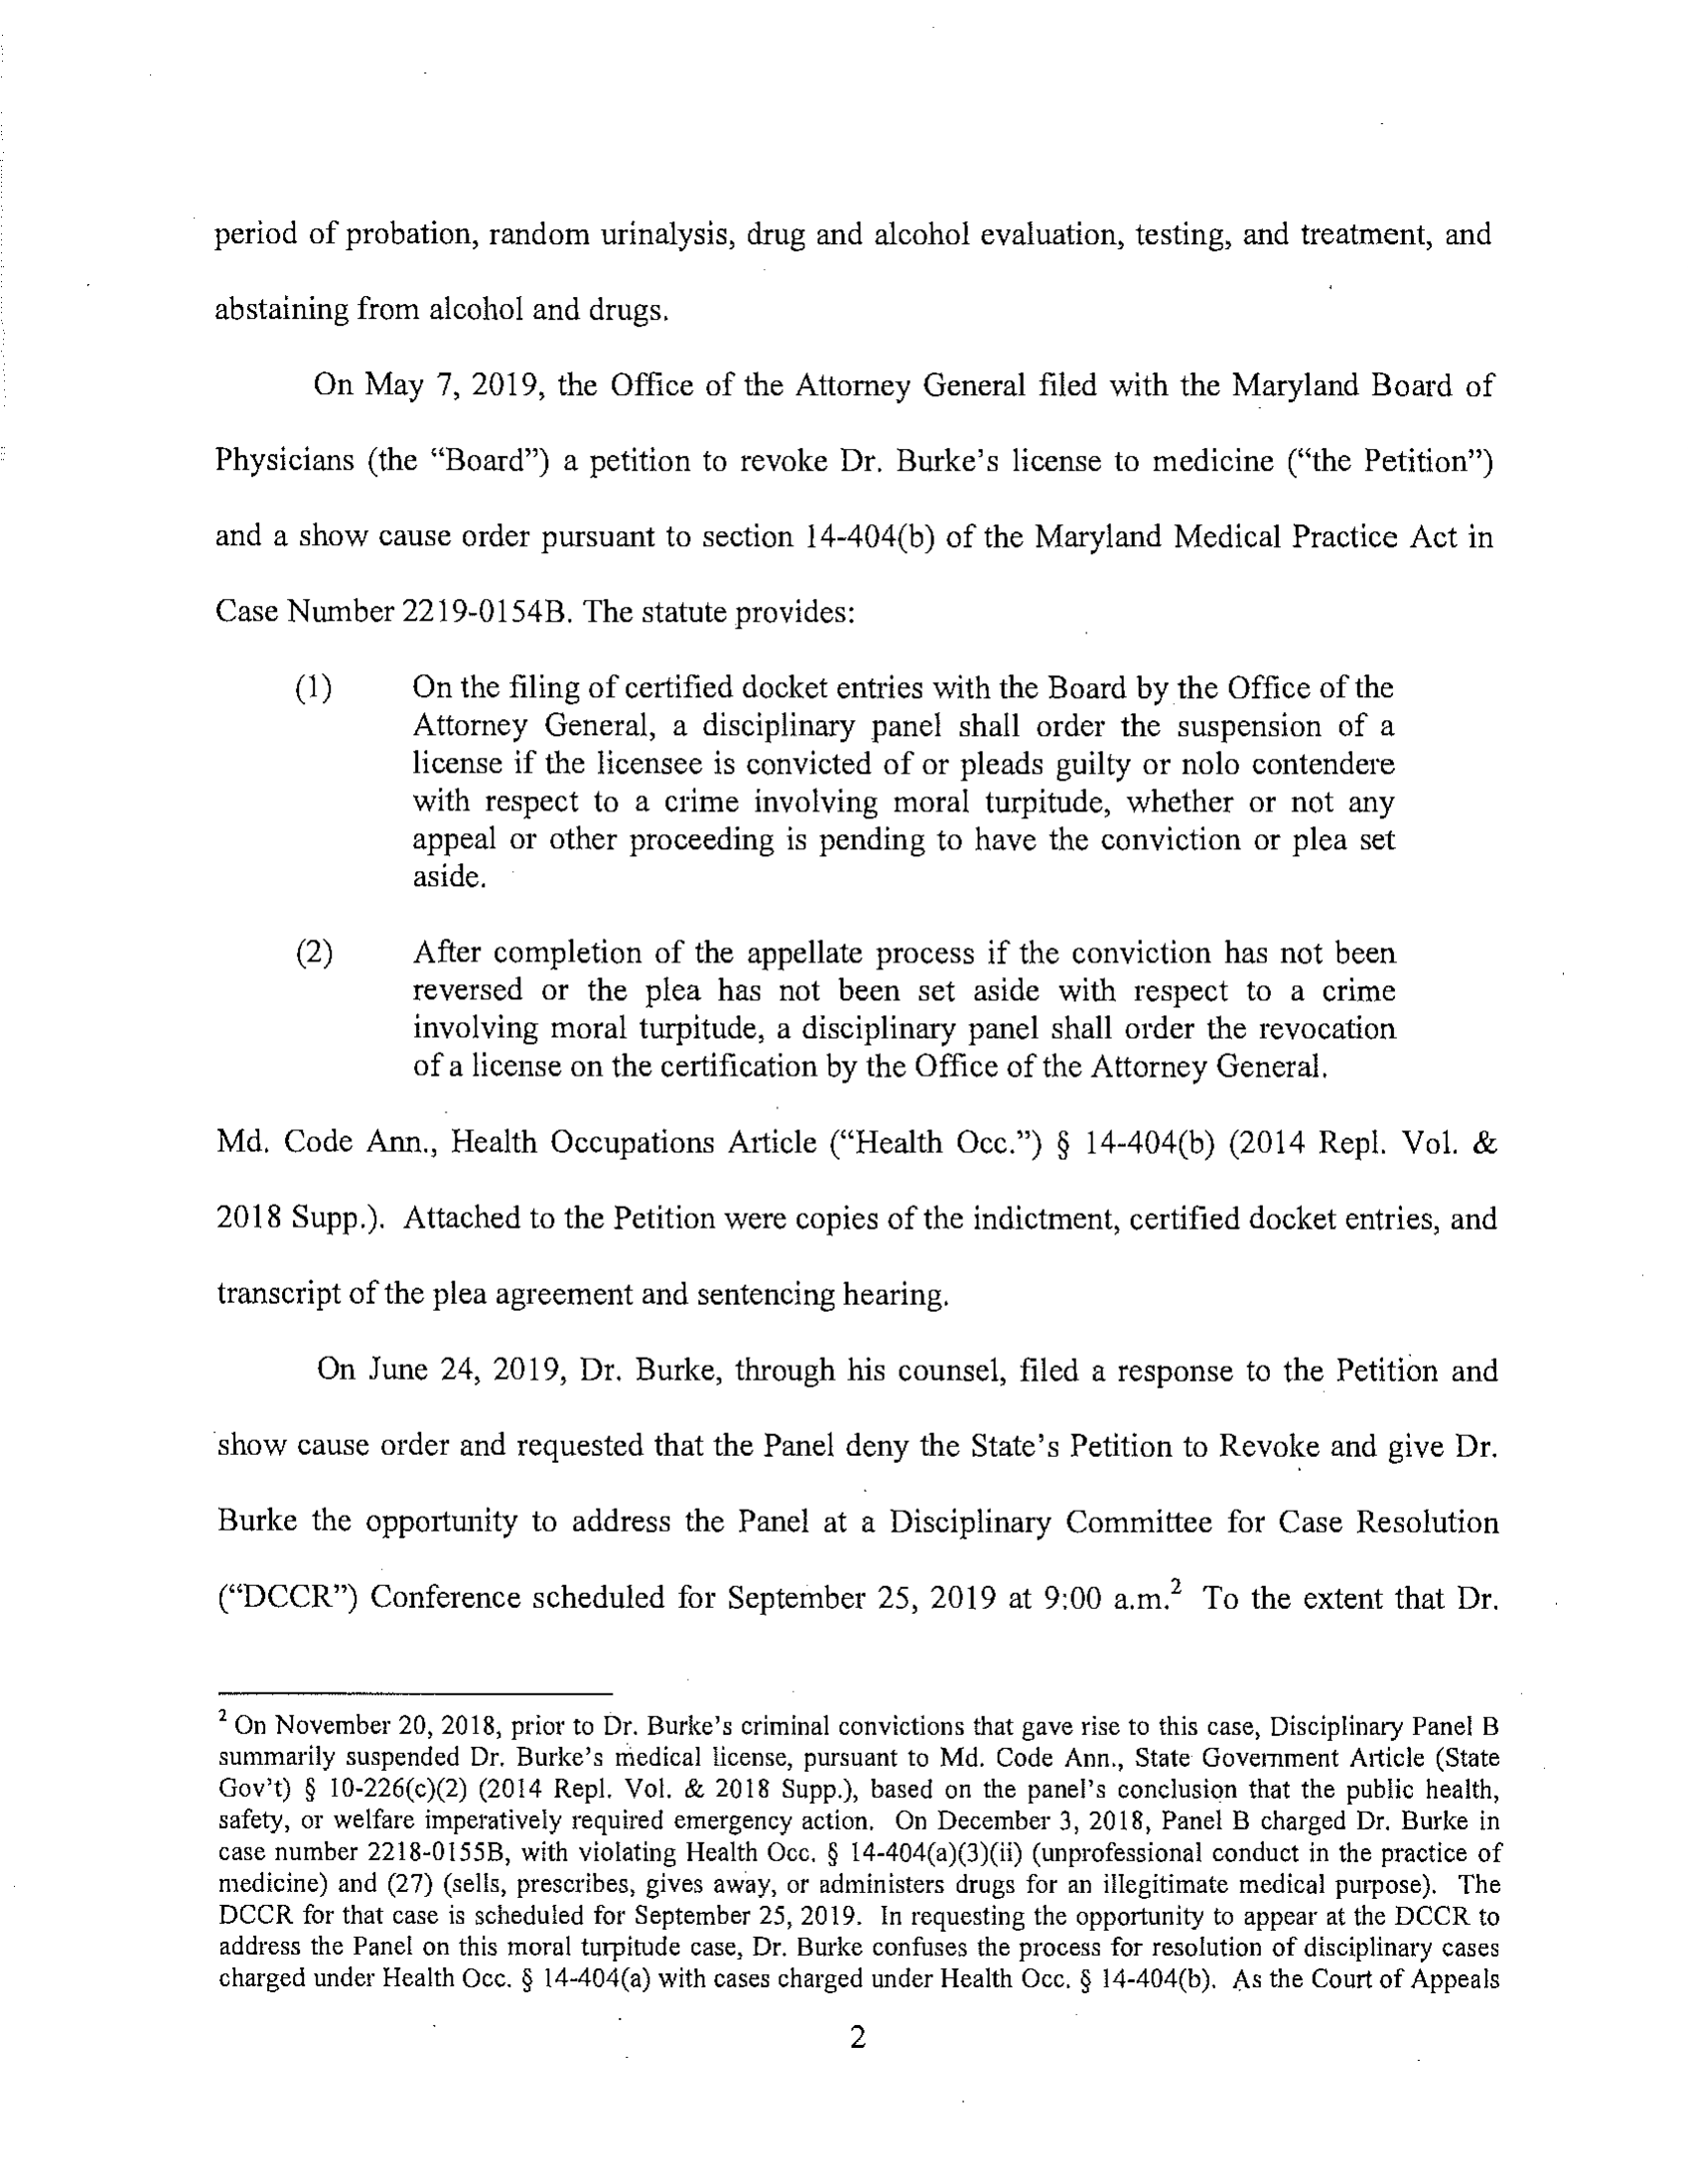 period of probation, random urinalysis, drug and alcohol evaluation, testing, and treatment, and
abstaining from alcohol and drugs.
On May 7, 2019, the Office of the Attorney General filed with the Maryland Board of
Physicians (the “Board”) a petition to revoke Dr. Burke’s license to medicine (“the Petition”)
and a show cause order pursuant to section 14-404(b) of the Maryland Medical Practice Act in
Case Number 2219-0154B. The statute provides:
(1) On the filing of certified docket entries with the Board by the Office of the
Attorney General, a disciplinary panel shall order the suspension of a
license if the licensee is convicted of or pleads guilty or nolo contendere
with respect to a crime involving moral turpitude, whether or not any
appeal or other proceeding is pending to have the conviction or plea set
aside.
(2) After completion of the appellate process if the conviction has not been
reversed or the plea has not been set aside with respect to a crime
involving moral turpitude, a disciplinary panel shall order the revocation
of a license on the certification by the Office of the Attorney General.
Md. Code Ann., Health Occupations Article (“Health Occ.”) § 14-404(b) (2014 Repl. Vol. &
2018 Supp.). Attached to the Petition were copies of the indictment, certified docket entries, and
transcript of the plea agreement and sentencing hearing.
On June 24, 2019, Dr. Burke, through his counsel, filed a response to the Petition and
show cause order and requested that the Panel deny the State’s Petition to Revoke and give Dr.
Burke the opportunity to address the Panel at a Disciplinary Committee for Case Resolution
(“DCCR”) Conference scheduled for September 25, 2019 at 9:00 a.m.2 To the extent that Dr.
2 On November 20, 2018, prior to Dr. Burke’s criminal convictions that gave rise to this case, Disciplinary Panel B
summarily suspended Dr. Burke’s medical license, pursuant to Md. Code Ann., State Government Article (State
Gov’t) § 10-226(c)(2) (2014 Repl. Vol. & 2018 Supp.), based on the panel’s conclusion that the public health,
safety, or welfare imperatively required emergency action. On December 3, 2018, Panel B charged Dr. Burke in
case number 2218-0155B, with violating Health Occ. § 14-404(a)(3)(ii) (unprofessional conduct in the practice of
medicine) and (27) (sells, prescribes, gives away, or administers drugs for an illegitimate medical purpose). The
DCCR for that case is scheduled for September 25, 2019. In requesting the opportunity to appear at the DCCR to
address the Panel on this moral turpitude case, Dr. Burke confuses the process for resolution of disciplinary cases
charged under Health Occ. § 14-404(a) with cases charged under Health Occ. § 14-404(b). As the Court of Appeals
2